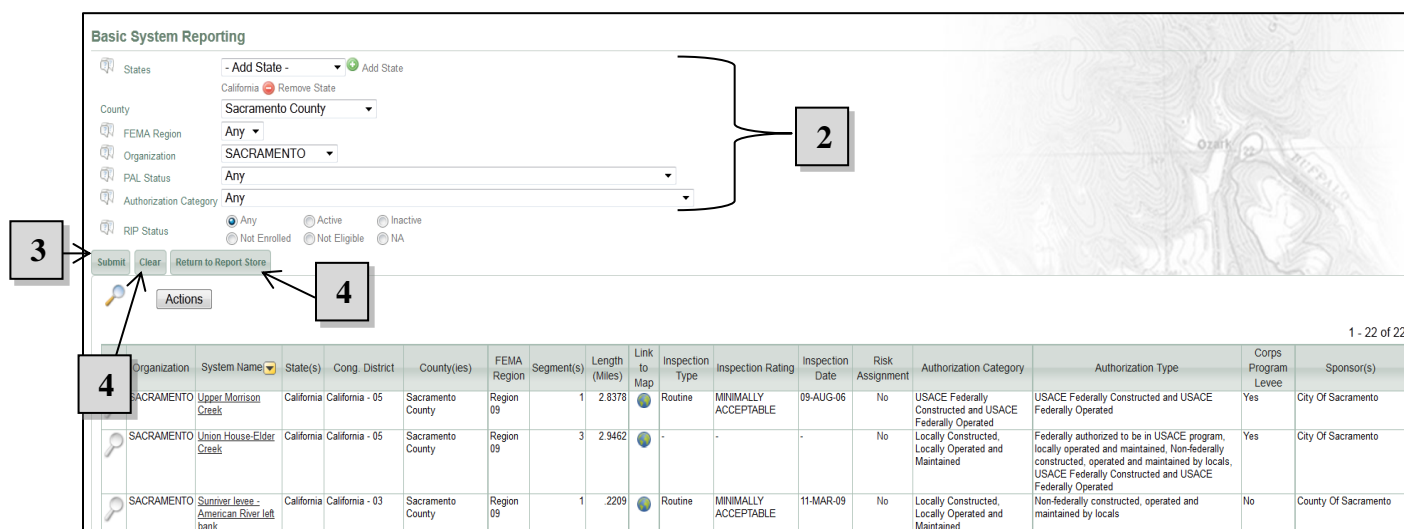 Basic System Reporting
States - Add State - Add State
California Remove State
County Sacramento County
FEMA Region Any
Organization SACRAMENTO
PAL Status Any
Authorization Category Any
RIP Status Any Active Inactive
Not Enrolled Not Eligible NA
2
3
Submit Clear Return to Report Store
4
Actions
Ozark
22
BUFFALO
1 - 22 of 22
4
Organization System Name State(s) Cong. District County(ies) FEMA Region Segment(s) Length (Miles) Link to Map Inspection Type Inspection Rating Inspection Date Risk Assignment Authorization Category Authorization Type Corps Program Levee Sponsor(s)
SACRAMENTO Upper Morrison Creek California California - 05 Sacramento County Region 09 1 2.8378 Routine MINIMALLY ACCEPTABLE 09-AUG-06 No USACE Federally Constructed and USACE Federally Operated USACE Federally Constructed and USACE Federally Operated Yes City Of Sacramento
SACRAMENTO Union House-Elder Creek California California - 05 Sacramento County Region 09 3 2.9462 - - - No Locally Constructed, Locally Operated and Maintained Federally authorized to be in USACE program, locally operated and maintained, Non-federally constructed, operated and maintained by locals, USACE Federally Constructed and USACE Federally Operated Yes City Of Sacramento
SACRAMENTO Sunriver levee - American River left bank California California - 03 Sacramento County Region 09 1 .2209 Routine MINIMALLY ACCEPTABLE 11-MAR-09 No Locally Constructed, Locally Operated and Maintained Non-federally constructed, operated and maintained by locals No County Of Sacramento